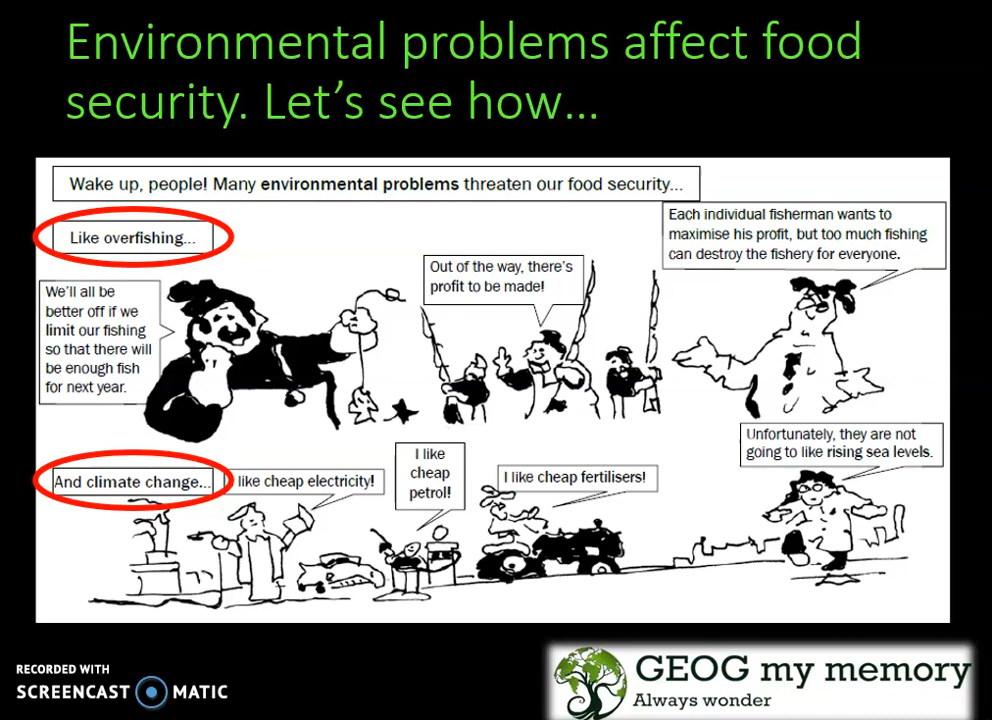 Environmental problems affect food
security. Let's see how...
Wake up, people! Many environmental problems threaten our food security...
Like overfishing...
Each individual fisherman wants to
maximise his profit, but too much fishing
can destroy the fishery for everyone.
Out of the way, there's
profit to be made!
We'll all be
better off if we
limit our fishing
so that there will
be enough fish
for next year.
And climate change...
I like cheap electricity!
I like
cheap
petrol!
I like cheap fertilisers!
Unfortunately, they are not
going to like rising sea levels.
RECORDED WITH
SCREENCAST MATIC
GEOG my memory
Always wonder